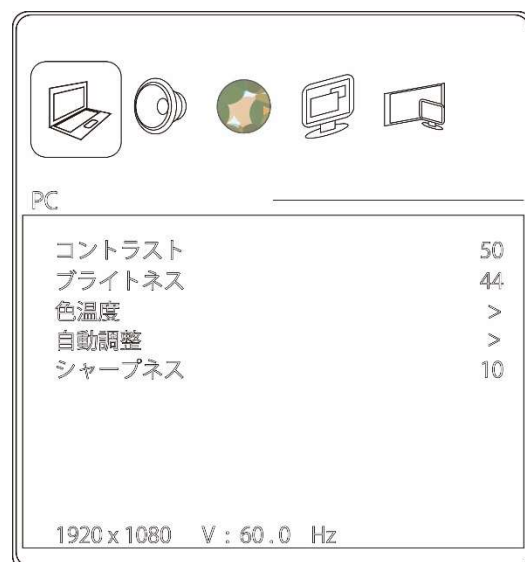 PC
コントラスト 50
ブライトネス 44
色温度 >
自動調整 >
シャープネス 10
1920 x 1080 V : 60.0 Hz